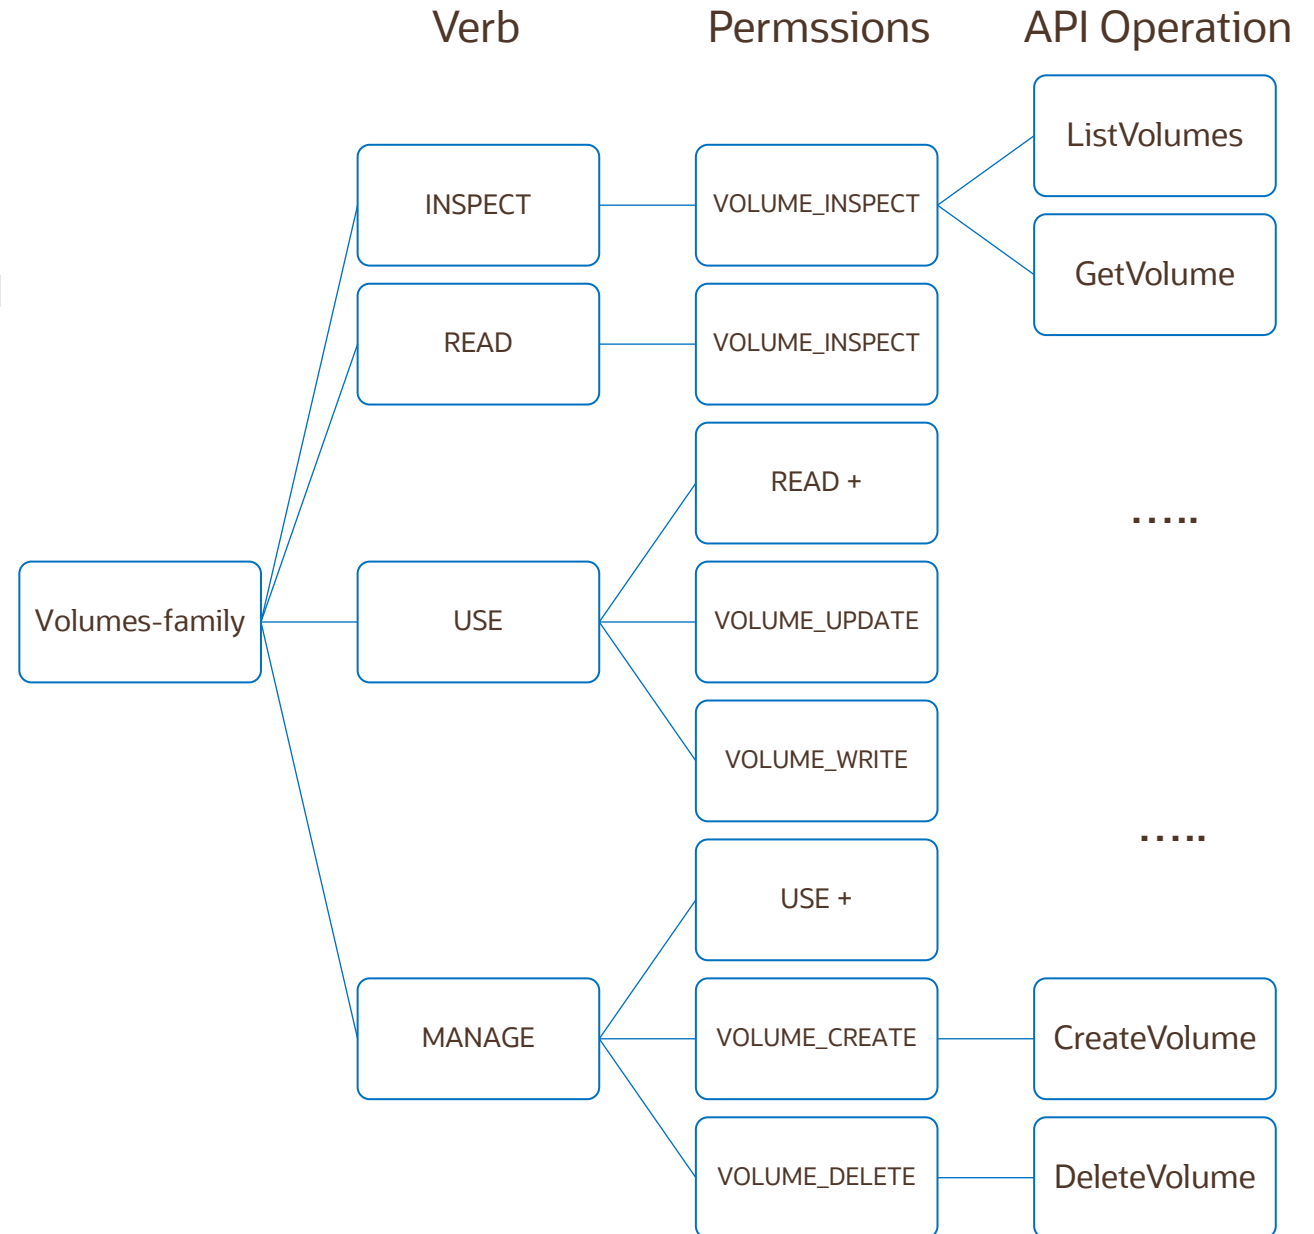 Verb Permssions API Operation
ListVolumes
INSPECT VOLUME_INSPECT
GetVolume
READ VOLUME_INSPECT
READ +
.....
Volumes-family USE VOLUME_UPDATE
VOLUME_WRITE
.....
USE +
MANAGE VOLUME_CREATE CreateVolume
VOLUME_DELETE DeleteVolume